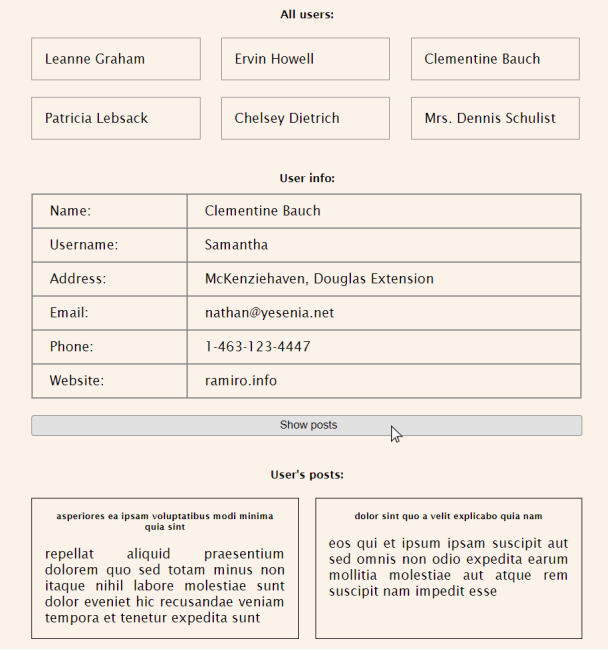 All users:
Leanne Graham
Ervin Howell
Clementine Bauch
Patricia Lebsack
Chelsey Dietrich
Mrs. Dennis Schulist
User info:
Name: Clementine Bauch
Username: Samantha
Address: McKenziehaven, Douglas Extension
Email: nathan@yesenia.net
Phone: 1-463-123-4447
Website: ramiro.info
Show posts
User's posts:
asperiores ea ipsam voluptatibus modi minima
quia sint
repellat aliquid praesentium
dolorem quo sed totam minus non
itaque nihil labore molestiae sunt
dolor eveniet hic recusandae veniam
tempora et tenetur expedita sunt
dolor sint quo a velit explicabo quia nam
eos qui et ipsum ipsam suscipit aut
sed omnis non odio expedita earum
mollitia molestiae aut atque rem
suscipit nam impedit esse